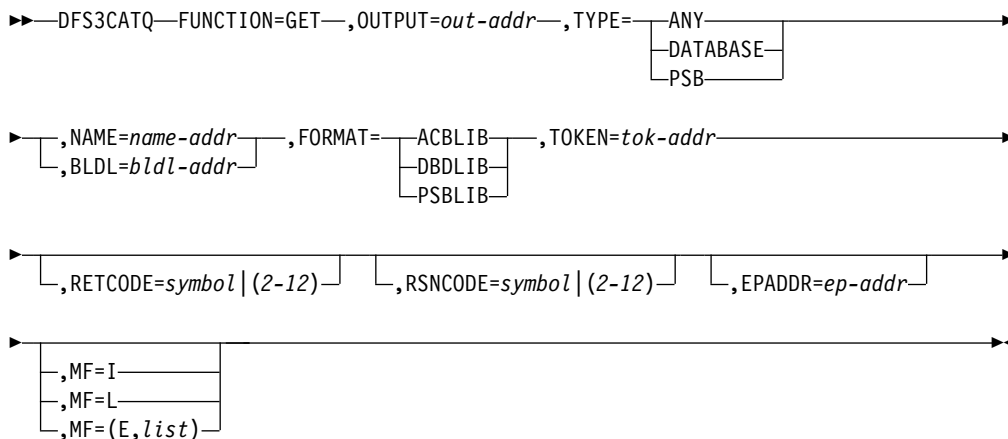 DFS3CATQ FUNCTION=GET ,OUTPUT=out-addr ,TYPE= ANY
DATABASE
PSB
,NAME=name-addr ,FORMAT= ACBLIB ,TOKEN=tok-addr
,BLDL=bldl-addr DBDLIB
PSBLIB
,RETCODE=symbol|(2-12) ,RSNCODE=symbol|(2-12) ,EPADDR=ep-addr
,MF=I
,MF=L
,MF=(E,list)